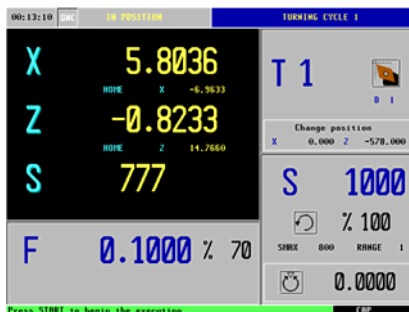 00:13:10 DNC IN POSITION TURNING CYCLE 1
X 5.8036
HOME X -6.9633
Z -0.8233
HOME Z 14.7660
S 777
F 0.1000 % 70
T 1
D 1
Change position
X 0.000 Z -578.000
S 1000
% 100
SMAX 800 RANGE 1
0.0000
Press START to begin the execution CAP